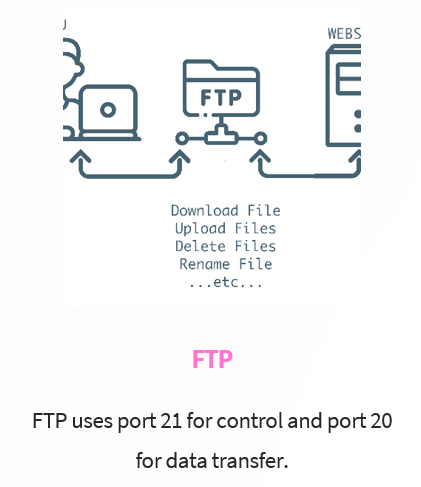 WEBS
FTP
Download File
Upload Files
Delete Files
Rename File
...etc...
FTP
FTP uses port 21 for control and port 20
for data transfer.